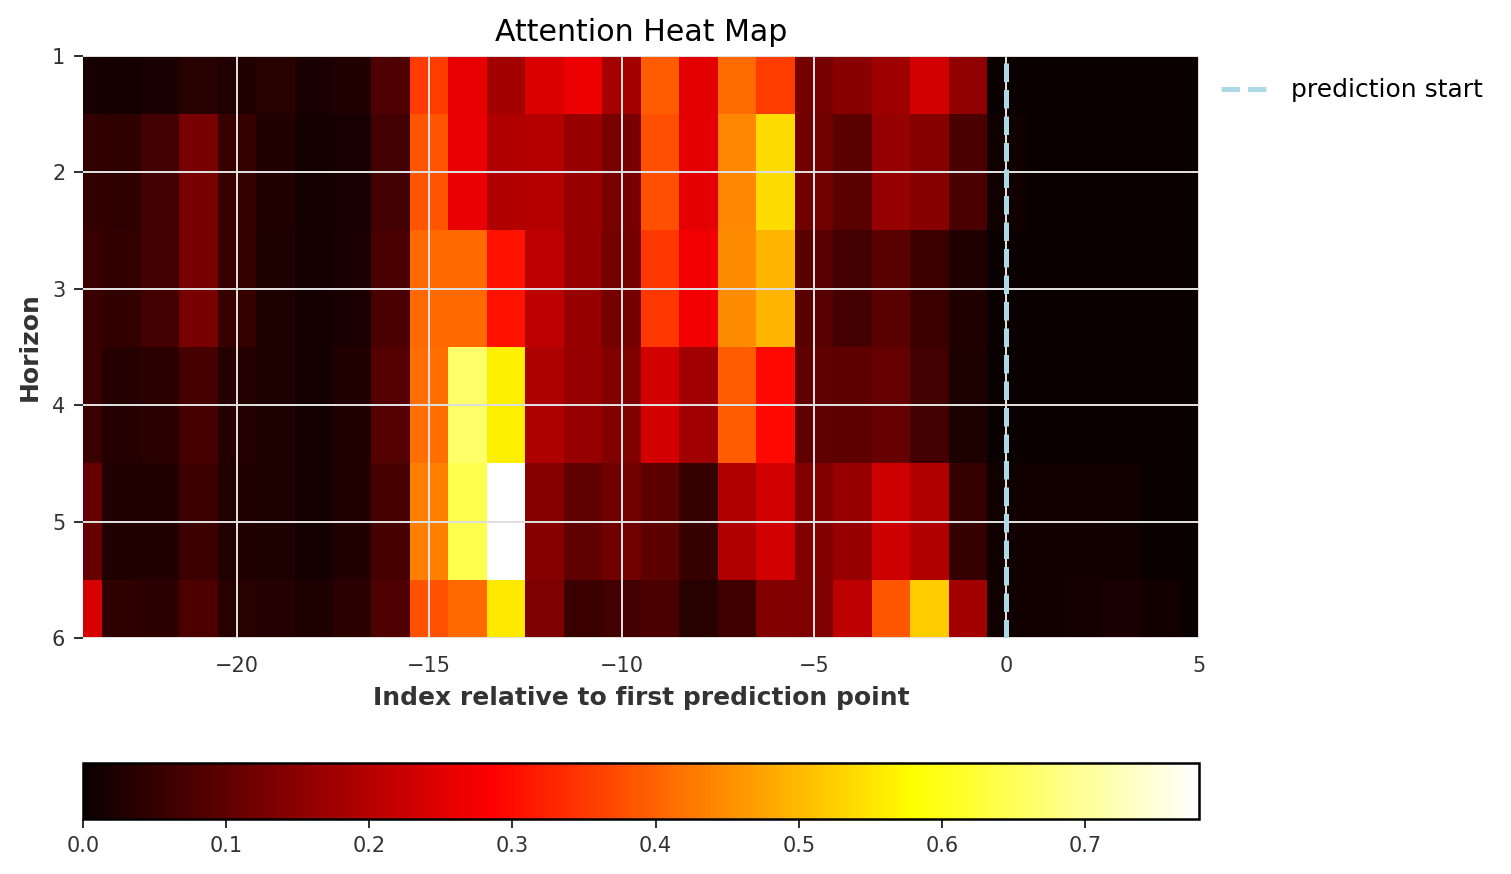 Attention Heat Map
prediction start
Horizon
1
2
3
4
5
6
−20 −15 −10 −5 0 5
Index relative to first prediction point
0.0 0.1 0.2 0.3 0.4 0.5 0.6 0.7